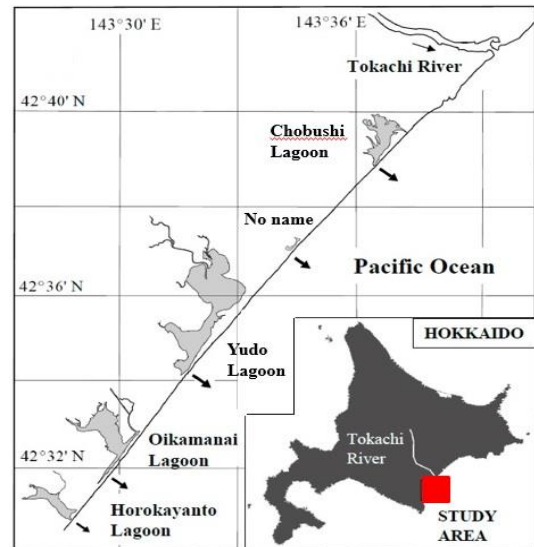 143°30' E
143°36' E
Tokachi River
42°40' N
Chobushi
Lagoon
No name
Pacific Ocean
42°36' N
Yudo
Lagoon
HOKKAIDO
Tokachi
River
Oikamanai
Lagoon
42°32' N
Horokayanto
Lagoon
STUDY
AREA